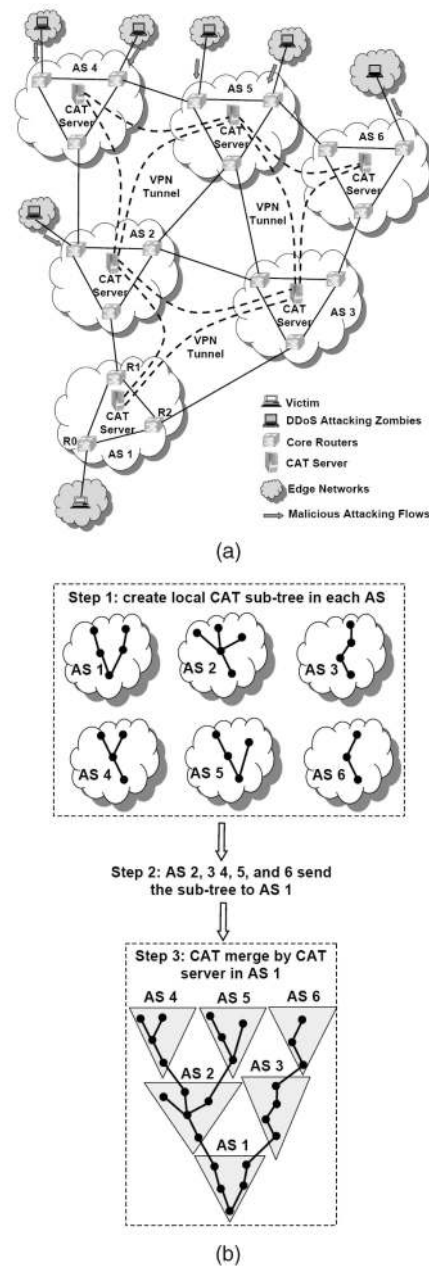 AS 4
AS 5
CAT
Server
CAT
Server
AS 6
CAT
Server
VPN
Tunnel
VPN
Tunnel
AS 2
CAT
Server
CAT
Server
AS 3
VPN
Tunnel
R1
CAT
Server
R2
R0
AS 1
Victim
DDoS Attacking Zombies
Core Routers
CAT Server
Edge Networks
Malicious Attacking Flows
(a)
Step 1: create local CAT sub-tree in each AS
AS 1
AS 2
AS 3
AS 4
AS 5
AS 6
Step 2: AS 2, 3 4, 5, and 6 send
the sub-tree to AS 1
Step 3: CAT merge by CAT
server in AS 1
AS 4
AS 5
AS 6
AS 2
AS 3
AS 1
(b)